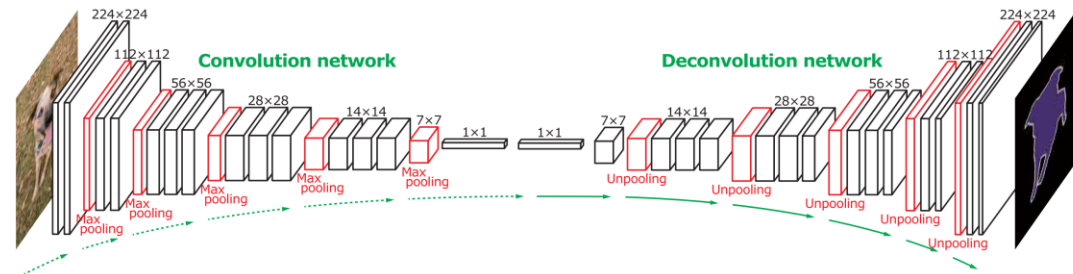 224×224
112×112
56×56
28×28
14×14
7×7
1×1
1×1
7×7
14×14
28×28
56×56
112×112
224×224
Convolution network
Deconvolution network
Max
pooling
Max
pooling
Max
pooling
Max
pooling
Max
pooling
Unpooling
Unpooling
Unpooling
Unpooling
Unpooling